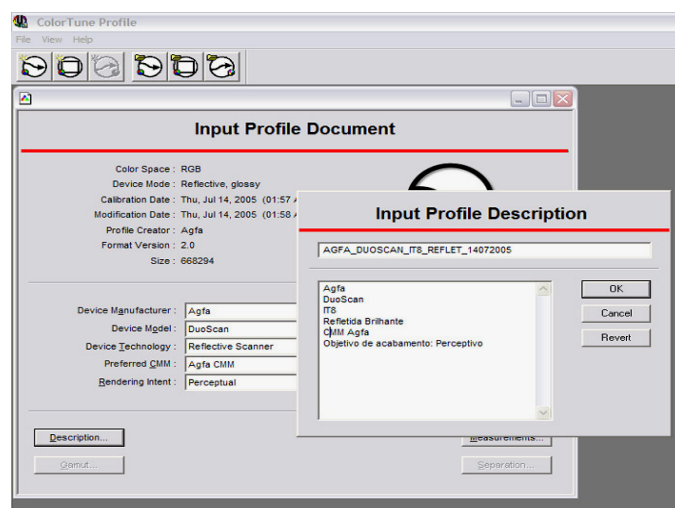 ColorTune Profile
File View Help
Input Profile Document
Color Space : RGB
Device Mode : Reflective, glossy
Calibration Date : Thu, Jul 14, 2005 (01:57
Modification Date : Thu, Jul 14, 2005 (01:58
Profile Creator : Agfa
Format Version : 2.0
Size : 668294
Device Manufacturer : Agfa
Device Model : DuoScan
Device Technology : Reflective Scanner
Preferred CMM : Agfa CMM
Rendering Intent : Perceptual
Description...
Measurements...
Gamut...
Separation...
Input Profile Description
AGFA_DUOSCAN_IT8_REFLET_14072005
Agfa
DuoScan
IT8
Refletida Brilhante
CMM Agfa
Objetivo de acabamento: Perceptivo
OK
Cancel
Revert